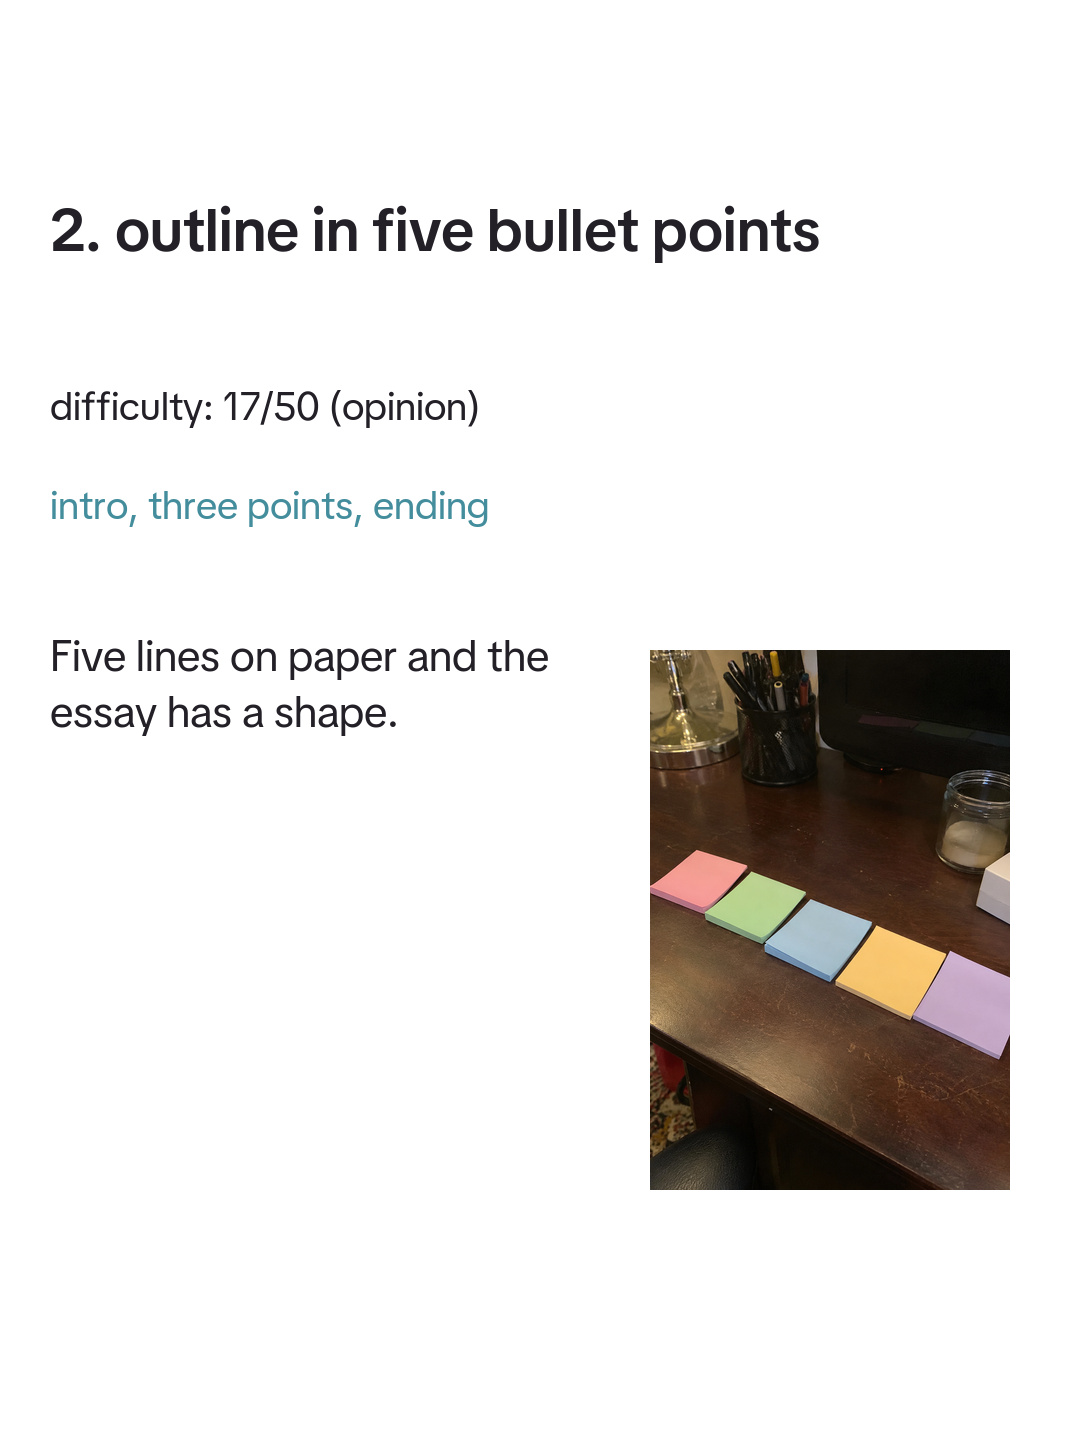 2. outline in five bullet points
difficulty: 17/50 (opinion)
intro, three points, ending
Five lines on paper and the
essay has a shape.